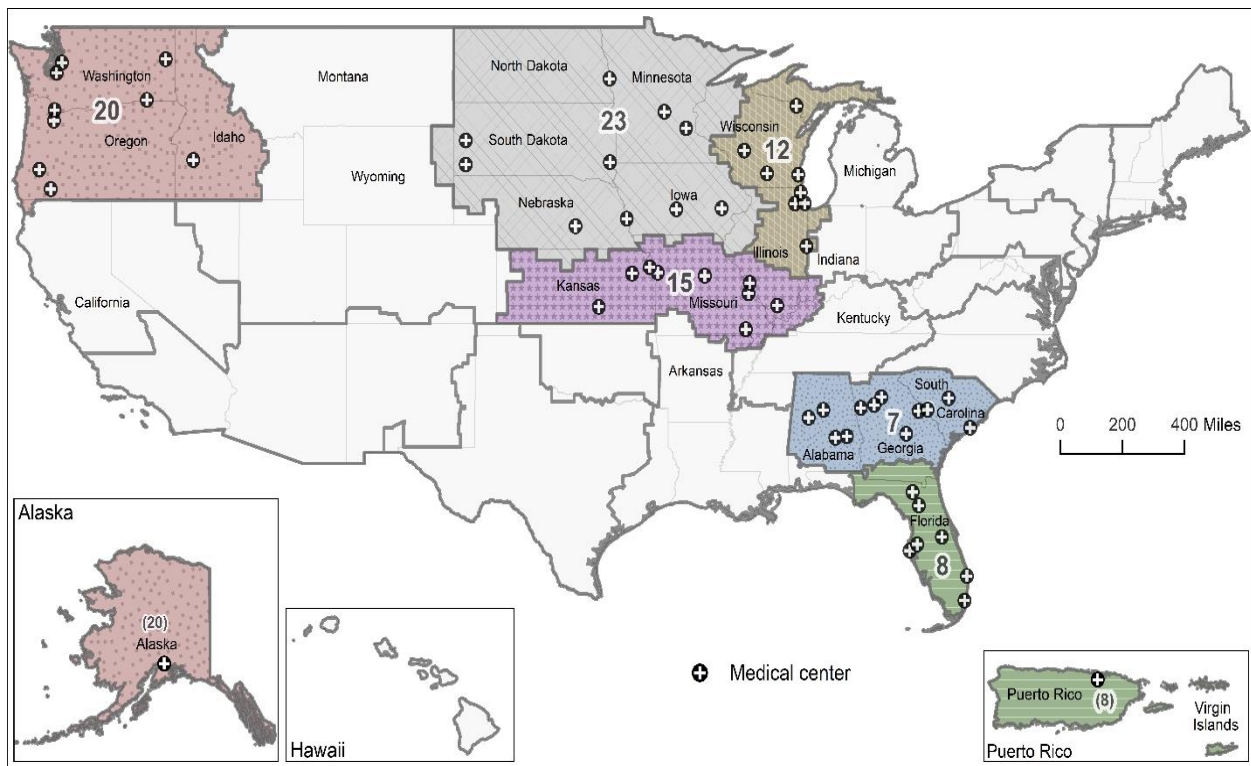 North Dakota
Minnesota
Montana
Washington
20
Oregon
Idaho
23
Wisconsin
12
South Dakota
Michigan
Wyoming
Nebraska
Iowa
Illinois
Indiana
Kansas
15
Missouri
California
Kentucky
Arkansas
South
Carolina
7
Georgia
Alabama
0 200 400 Miles
Florida
8
Alaska
(20)
Alaska
Hawaii
Medical center
Puerto Rico
(8)
Virgin
Islands
Puerto Rico